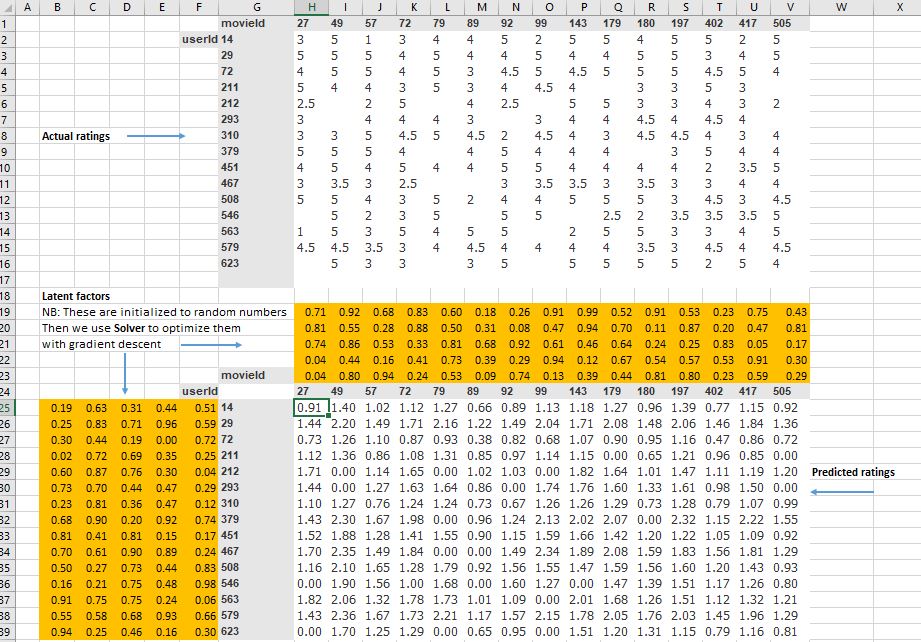 A B C D E F G H I J K L M N O P Q R S T U V W X
1 movieId 27 49 57 72 79 89 92 99 143 179 180 197 402 417 505
2 userId 14 3 5 1 3 4 4 5 2 5 5 4 5 5 2 5
3 29 5 5 5 4 5 4 4 5 4 4 5 5 3 4 5
4 72 4 5 5 4 5 3 4.5 5 4.5 5 5 5 4.5 5 4
5 211 5 4 4 3 5 3 4 4.5 4 3 3 5 3
6 212 2.5 2 5 4 2.5 5 5 3 3 4 3 2
7 293 3 4 4 4 3 3 4 4 4.5 4 4.5 4
8 Actual ratings 310 3 3 5 4.5 5 4.5 2 4.5 4 3 4.5 4.5 4 3 4
9 379 5 5 5 4 4 5 4 4 4 3 5 4 4
10 451 4 5 4 5 4 4 5 5 4 4 4 4 2 3.5 5
11 467 3 3.5 3 2.5 3 3.5 3.5 3 3.5 3 3 4 4
12 508 5 5 4 3 5 2 4 4 5 5 5 3 4.5 3 4.5
13 546 5 2 3 5 5 5 2.5 2 3.5 3.5 3.5 5
14 563 1 5 3 5 4 5 5 2 5 5 3 3 4 5
15 579 4.5 4.5 3.5 3 4 4.5 4 4 4 4 3.5 3 4.5 4 4.5
16 623 5 3 3 3 5 5 5 5 5 2 5 4
17
18 Latent factors
19 NB: These are initialized to random numbers 0.71 0.92 0.68 0.83 0.60 0.18 0.26 0.91 0.99 0.52 0.91 0.53 0.23 0.75 0.43
20 Then we use Solver to optimize them 0.81 0.55 0.28 0.88 0.50 0.31 0.08 0.47 0.94 0.70 0.11 0.87 0.20 0.47 0.81
21 with gradient descent 0.74 0.86 0.53 0.33 0.81 0.68 0.92 0.61 0.46 0.64 0.24 0.25 0.83 0.05 0.17
22 0.04 0.44 0.16 0.41 0.73 0.39 0.29 0.94 0.12 0.67 0.54 0.57 0.53 0.91 0.30
23 movieId 0.04 0.80 0.94 0.24 0.53 0.09 0.74 0.13 0.39 0.44 0.81 0.80 0.23 0.59 0.29
24 userId 27 49 57 72 79 89 92 99 143 179 180 197 402 417 505
25 0.19 0.63 0.31 0.44 0.51 14 0.91 1.40 1.02 1.12 1.27 0.66 0.89 1.13 1.18 1.27 0.96 1.39 0.77 1.15 0.92
26 0.25 0.83 0.71 0.96 0.59 29 1.44 2.20 1.49 1.71 2.16 1.22 1.49 2.04 1.71 2.08 1.48 2.06 1.46 1.84 1.36
27 0.30 0.44 0.19 0.00 0.72 72 0.73 1.26 1.10 0.87 0.93 0.38 0.82 0.68 1.07 0.90 0.95 1.16 0.47 0.86 0.72
28 0.02 0.72 0.69 0.35 0.25 211 1.12 1.36 0.86 1.08 1.31 0.85 0.97 1.14 1.15 0.00 0.65 1.21 0.96 0.85 0.00
29 0.60 0.87 0.76 0.30 0.04 212 1.71 0.00 1.14 1.65 0.00 1.02 1.03 0.00 1.82 1.64 1.01 1.47 1.11 1.19 1.20 Predicted ratings
30 0.73 0.70 0.44 0.47 0.29 293 1.44 0.00 1.27 1.63 1.64 0.86 0.00 1.74 1.76 1.60 1.33 1.61 0.98 1.50 0.00
31 0.23 0.81 0.36 0.47 0.12 310 1.10 1.27 0.76 1.24 1.24 0.73 0.67 1.26 1.26 1.29 0.73 1.28 0.79 1.07 0.99
32 0.68 0.90 0.20 0.92 0.74 379 1.43 2.30 1.67 1.98 0.00 0.96 1.24 2.13 2.02 2.07 0.00 2.32 1.15 2.22 1.55
33 0.81 0.41 0.81 0.15 0.17 451 1.52 1.88 1.28 1.41 1.55 0.90 1.15 1.59 1.66 1.42 1.20 1.22 1.05 1.09 0.92
34 0.70 0.61 0.90 0.89 0.24 467 1.70 2.35 1.49 1.84 0.00 0.00 1.49 2.34 1.89 2.08 1.59 1.83 1.56 1.81 1.29
35 0.50 0.27 0.73 0.44 0.83 508 1.16 2.10 1.65 1.28 1.79 0.92 1.56 1.55 1.47 1.59 1.56 1.60 1.20 1.43 0.93
36 0.16 0.21 0.75 0.48 0.98 546 0.00 1.90 1.56 1.00 1.68 0.00 1.60 1.27 0.00 1.47 1.39 1.51 1.17 1.26 0.80
37 0.91 0.75 0.75 0.24 0.06 563 1.82 2.06 1.32 1.78 1.73 1.01 1.09 0.00 2.01 1.68 1.26 1.51 1.12 1.32 1.21
38 0.55 0.58 0.68 0.93 0.66 579 1.43 2.36 1.67 1.73 2.21 1.17 1.57 2.15 1.78 2.05 1.76 2.03 1.45 1.96 1.29
39 0.94 0.25 0.46 0.16 0.30 623 0.00 1.70 1.25 1.29 0.00 0.65 0.95 0.00 1.51 1.20 1.31 1.15 0.79 1.16 0.81